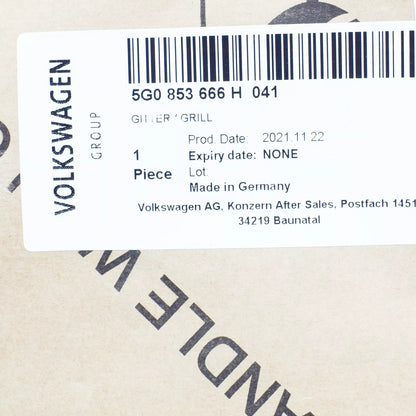 VOLKSWAGEN
GROUP
5G0 853 666 H 041
GITTER / GRILL
Prod. Date: 2021.11.22
1 Expiry date: NONE
Piece Lot:
Made in Germany
Volkswagen AG, Konzern After Sales, Postfach 1451
34219 Baunatal
HANDLE W